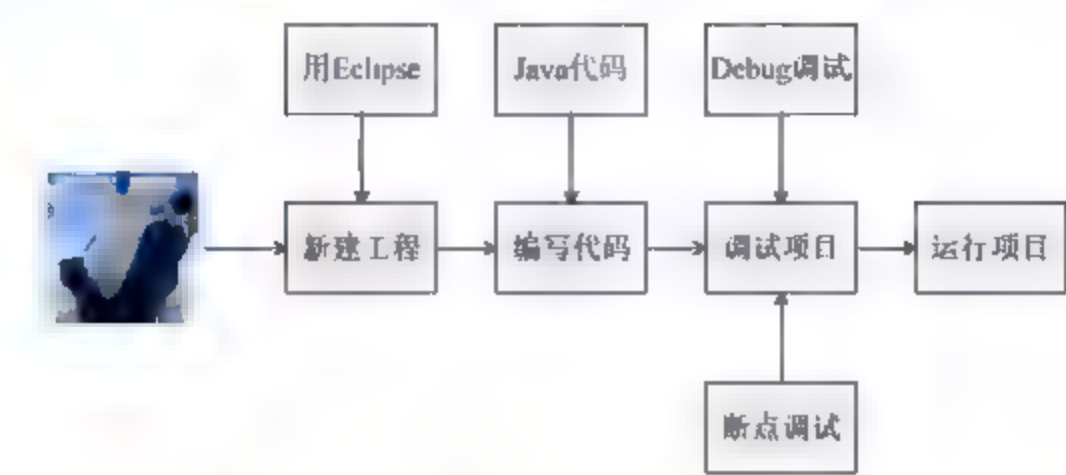 用Eclipse
Java代码
Debug调试
新建工程
编写代码
调试项目
运行项目
断点调试